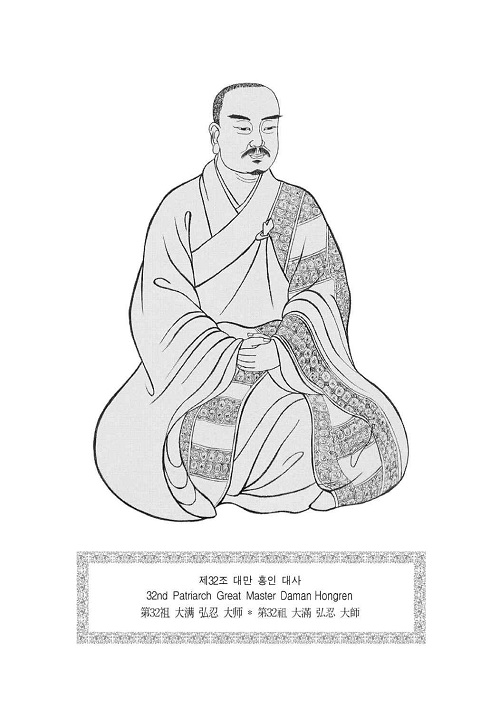 제32조 대만 홍인 대사
32nd Patriarch Great Master Daman Hongren
第32祖 大满 弘忍 大师 * 第32祖 大滿 弘忍 大師